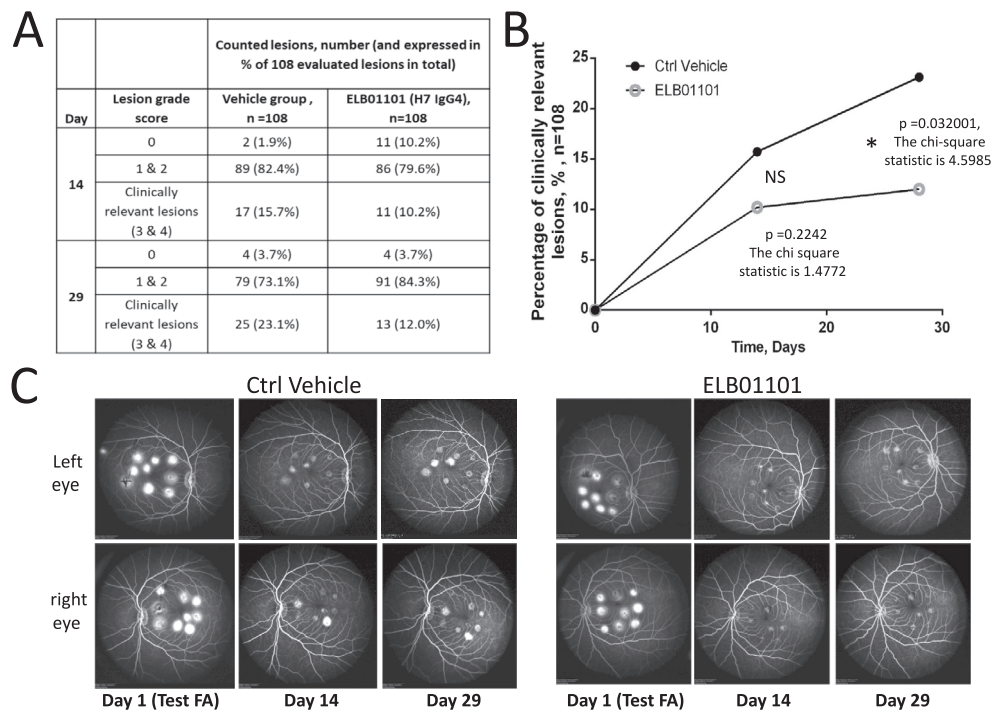 A
Counted lesions, number (and expressed in
% of 108 evaluated lesions in total)
Day
Lesion grade
score
Vehicle group ,
n =108
ELB01101 (H7 IgG4),
n=108
14
0
2 (1.9%)
11 (10.2%)
1 & 2
89 (82.4%)
86 (79.6%)
Clinically
relevant lesions
(3 & 4)
17 (15.7%)
11 (10.2%)
29
0
4 (3.7%)
4 (3.7%)
1 & 2
79 (73.1%)
91 (84.3%)
Clinically
relevant lesions
(3 & 4)
25 (23.1%)
13 (12.0%)
B
Percentage of clinically relevant
lesions, % , n=108
25
20
15
10
5
0
Ctrl Vehicle
ELB01101
NS
*
p =0.032001,
The chi-square
statistic is 4.5985
p =0.2242
The chi square
statistic is 1.4772
0
10
20
30
Time, Days
C
Ctrl Vehicle
ELB01101
Left
eye
right
eye
Day 1 (Test FA)
Day 14
Day 29
Day 1 (Test FA)
Day 14
Day 29